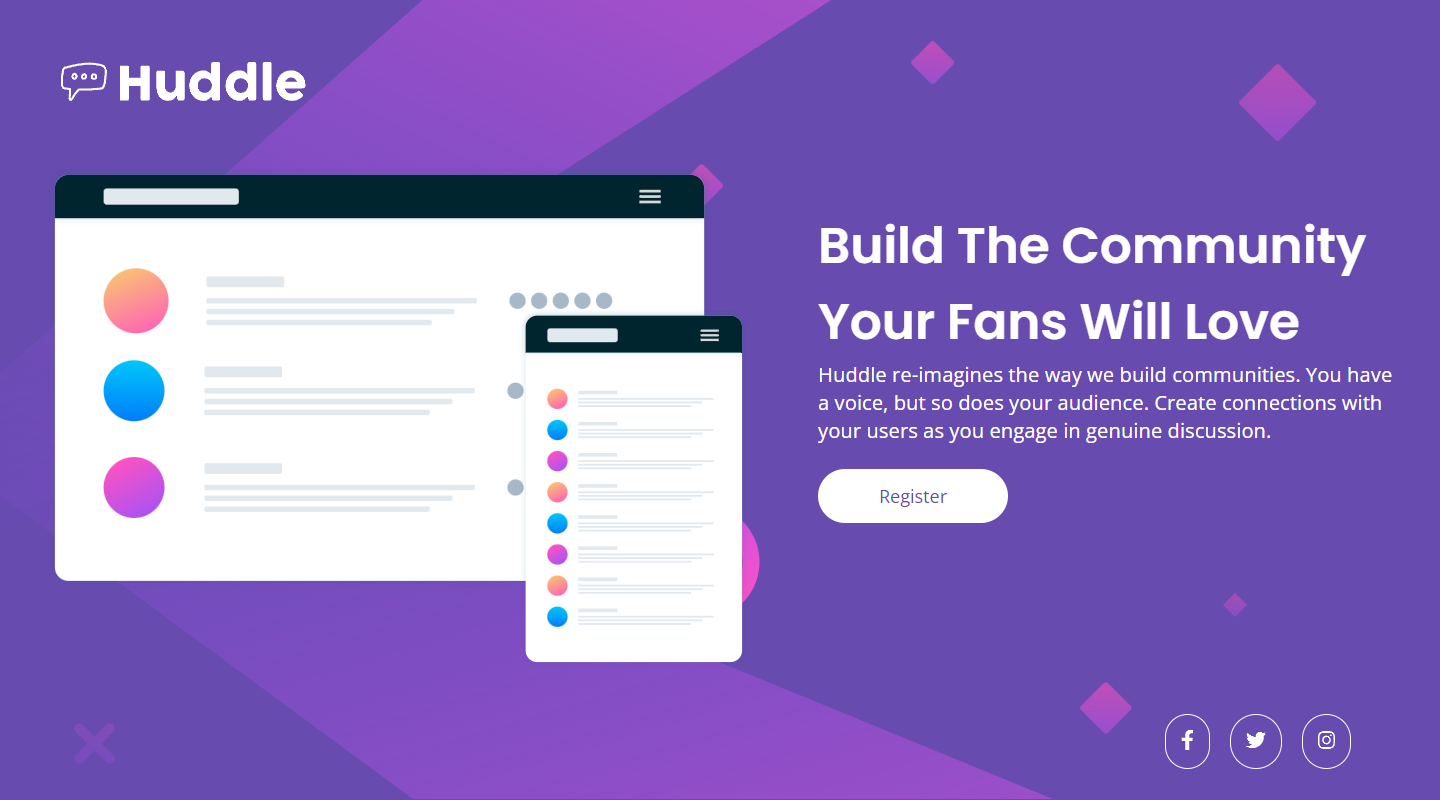 Huddle
Build The Community
Your Fans Will Love
Huddle re-imagines the way we build communities. You have
a voice, but so does your audience. Create connections with
your users as you engage in genuine discussion.
Register